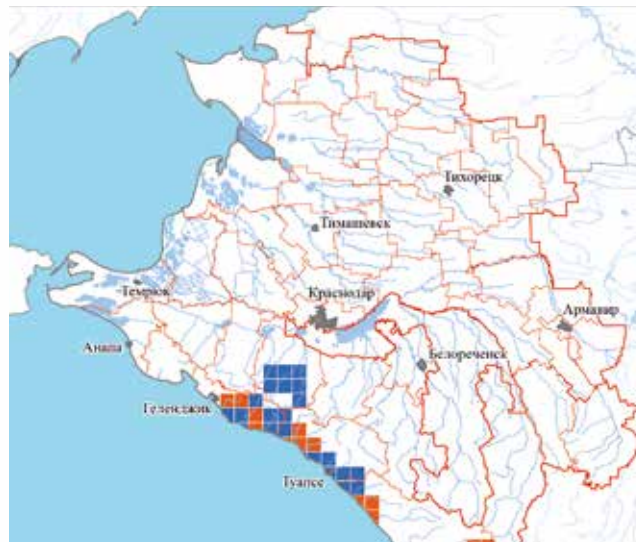 Тихорецк
Тимашевск
Темрюк
Краснодар
Армавир
Анапа
Белореченск
Геленджик
Туапсе